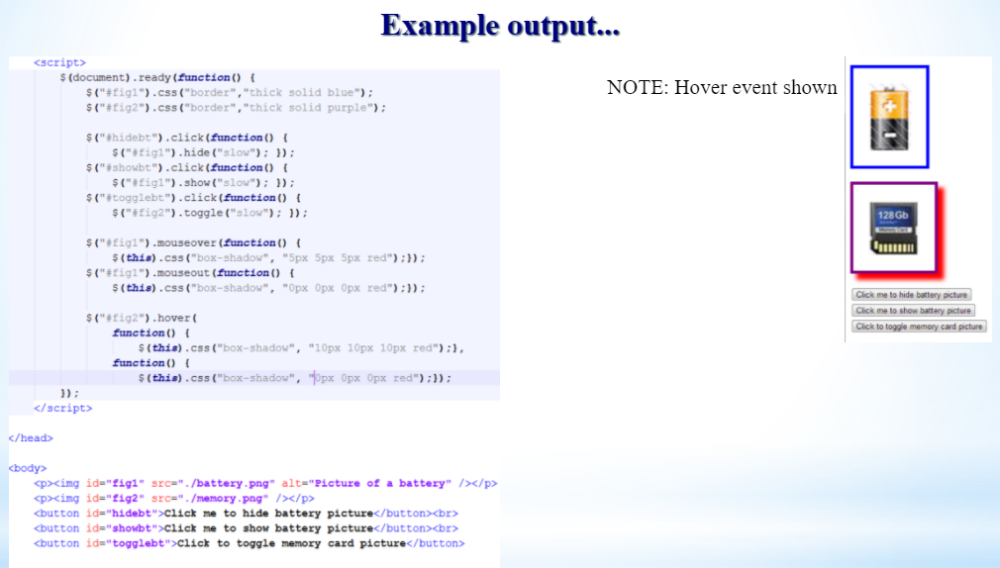 Example output...
<script>
$(document).ready(function() {
$("#fig1").css("border","thick solid blue");
$("#fig2").css("border","thick solid purple");
$("#hidebt").click(function() {
$("#fig1").hide("slow"); });
$("#showbt").click(function() {
$("#fig1").show("slow"); });
$("#togglebt").click(function() {
$("#fig2").toggle("slow"); });
$("#fig1").mouseover(function() {
$(this).css("box-shadow", "5px 5px 5px red");});
$("#fig1").mouseout(function() {
$(this).css("box-shadow", "0px 0px 0px red");});
$("#fig2").hover(
function() {
$(this).css("box-shadow", "10px 10px 10px red");},
function() {
$(this).css("box-shadow", "0px 0px 0px red");});
});
</script>
</head>
<body>
<p><img id="fig1" src="./battery.png" alt="Picture of a battery" /></p>
<p><img id="fig2" src="./memory.png" /></p>
<button id="hidebt">Click me to hide battery picture</button><br>
<button id="showbt">Click me to show battery picture</button><br>
<button id="togglebt">Click to toggle memory card picture</button>
NOTE: Hover event shown
128Gb
Memory Card
Click me to hide battery picture
Click me to show battery picture
Click to toggle memory card picture